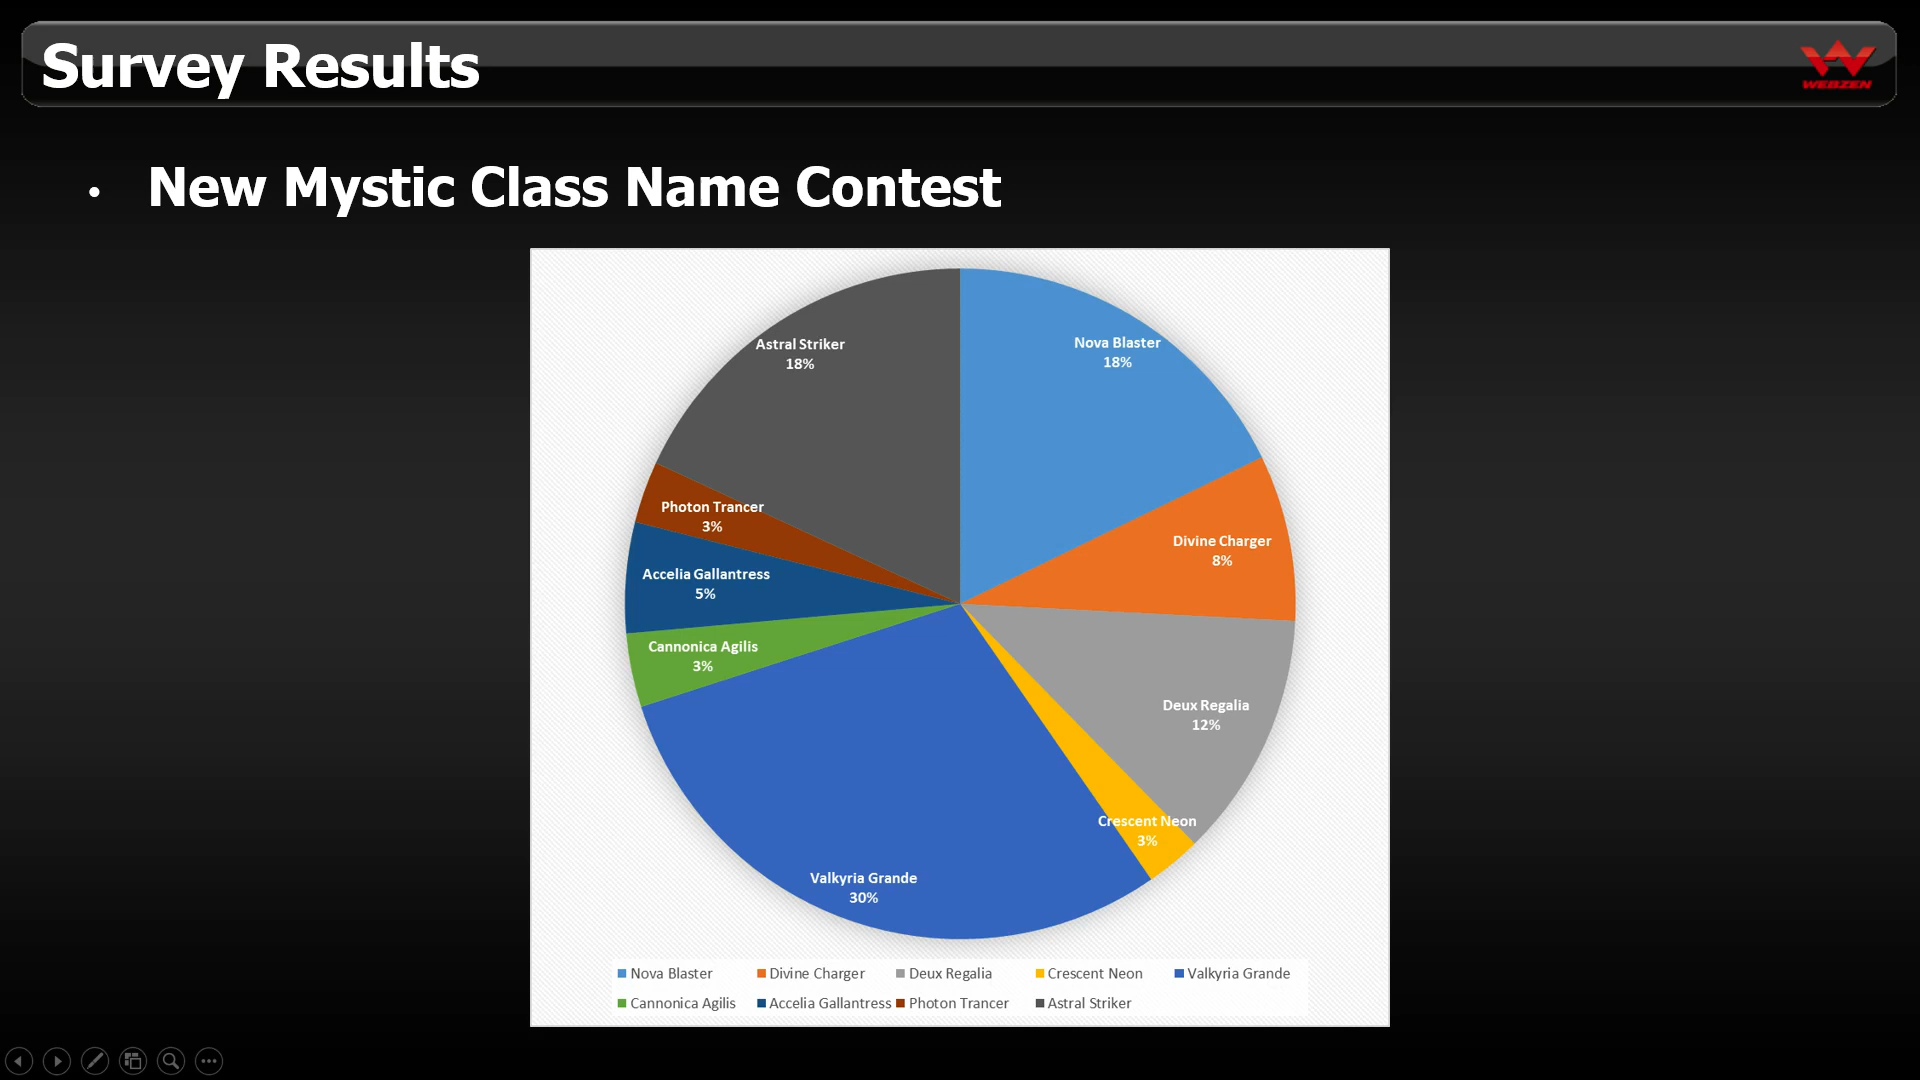 Survey Results
WEBZEN
• New Mystic Class Name Contest
Astral Striker
18%
Nova Blaster
18%
Photon Trancer
3%
Divine Charger
8%
Accelia Gallantress
5%
Cannonica Agilis
3%
Deux Regalia
12%
Crescent Neon
3%
Valkyria Grande
30%
Nova Blaster Divine Charger Deux Regalia Crescent Neon Valkyria Grande
Cannonica Agilis Accelia Gallantress Photon Trancer Astral Striker